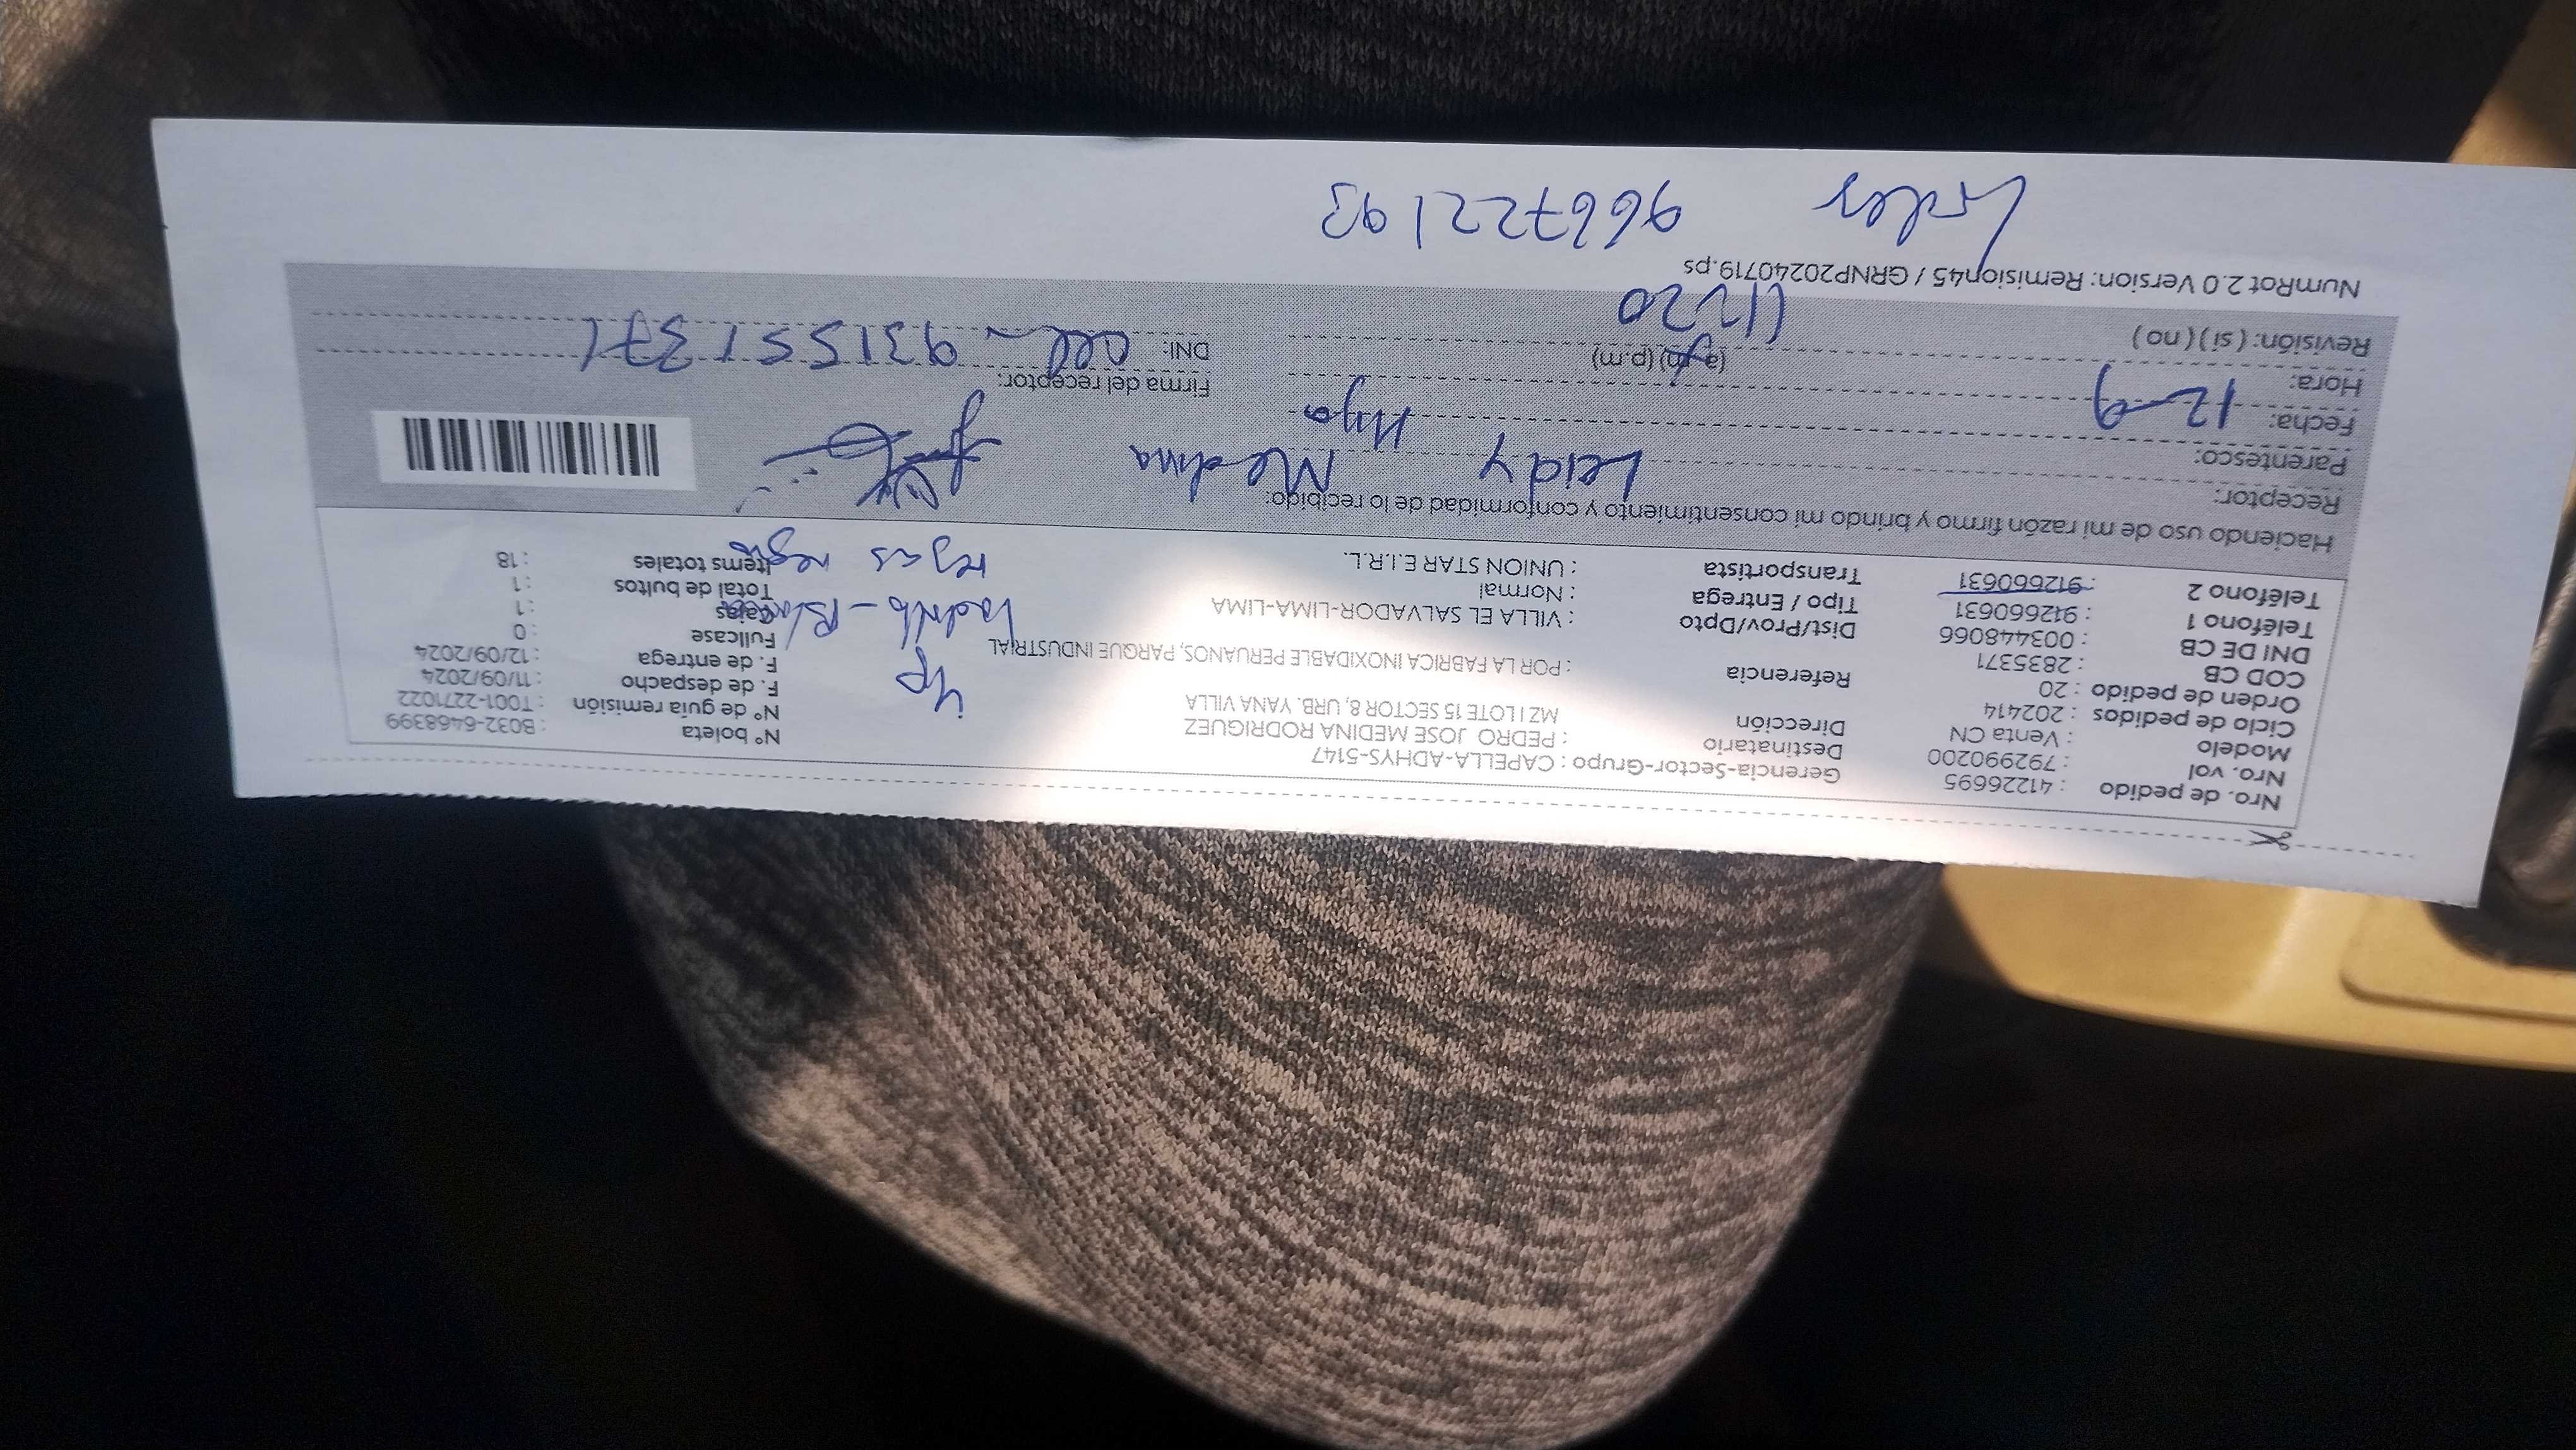 Nro. de pedido : 41226695
Nro. vol : 792990200
Modelo : Venta CN
Ciclo de pedidos : 202414
Orden de pedido : 20
COD CB : 2835371
DNI DE CB : 003448066
Teléfono 1 : 912660631
Teléfono 2 : 912660631
Gerencia-Sector-Grupo : CAPELLA-ADHYS-5147
Destinatario : PEDRO JOSE MEDINA RODRIGUEZ
Dirección MZ I LOTE 15 SECTOR 8, URB. YANA VILLA
Referencia : POR LA FABRICA INOXIDABLE PERUANOS, PARQUE INDUSTRIAL
Dist/Prov/Dpto : VILLA EL SALVADOR-LIMA-LIMA
Tipo / Entrega : Normal
Transportista : UNION STAR E.I.R.L.
N° boleta : B032-6468399
N° de guía remisión : T001-2271022
F. de despacho : 11/09/2024
F. de entrega : 12/09/2024
Fullcase : 0
Cajas : 1
Total de bultos : 1
Items totales : 18
rejas negra
Haciendo uso de mi razón firmo y brindo mi consentimiento y conformidad de lo recibido:
Receptor: Leidy Medina
Parentesco: Hija
Fecha: 12-9
Hora: (a.m) (p.m) 11:20
Revisión: ( si ) ( no )
Firma del receptor:
DNI: 931551371
NumRot 2.0 Version: Remision45 / GRNP20240719.ps
966722193